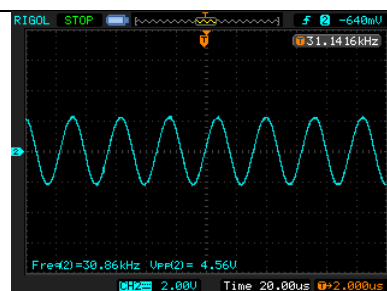 RIGOL STOP T f 2 -640mV
T 31.1416kHz
2
Freq(2)=30.86kHz Vpp(2)= 4.56V
CH2 2.00V Time 20.00us T→2.000us